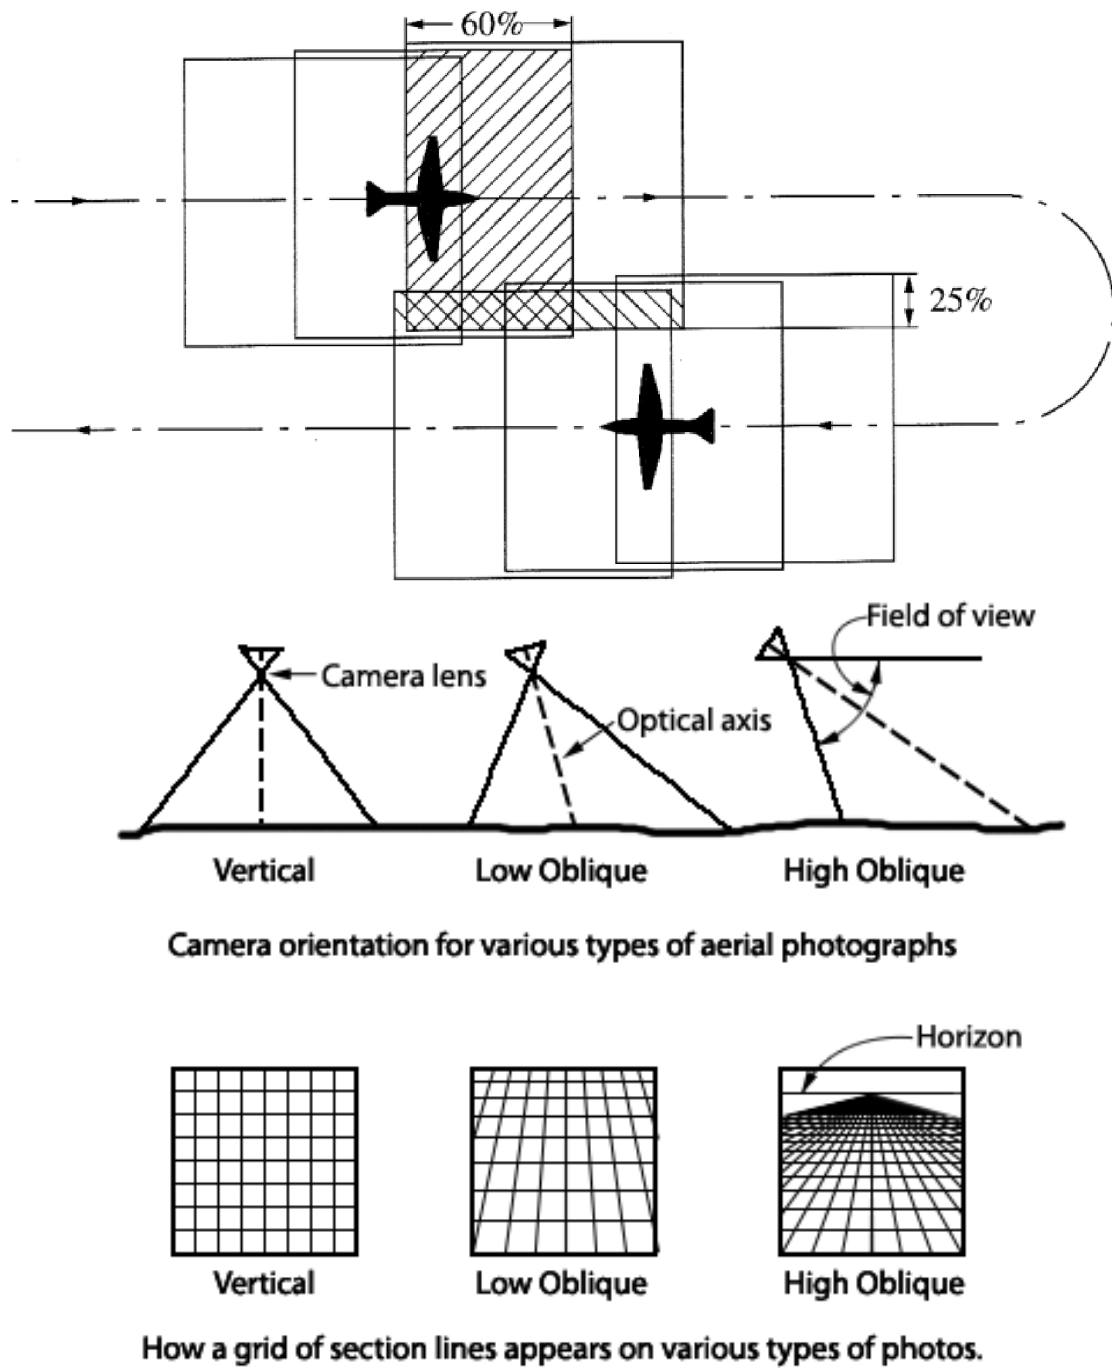 60%
25%
Field of view
Camera lens
Optical axis
Vertical
Low Oblique
High Oblique
Camera orientation for various types of aerial photographs
Horizon
Vertical
Low Oblique
High Oblique
How a grid of section lines appears on various types of photos.